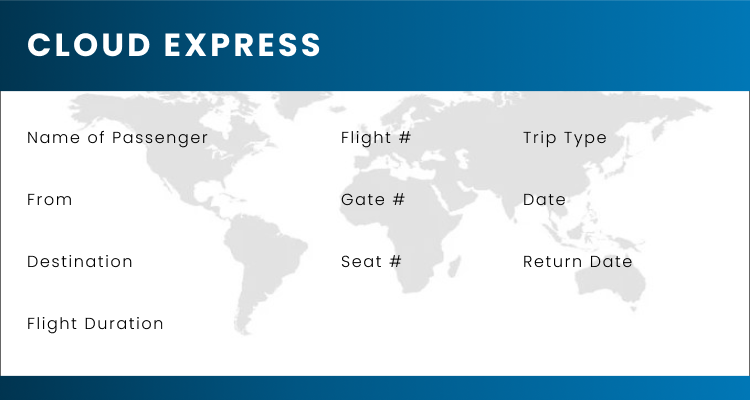 CLOUD EXPRESS
Name of Passenger
Flight #
Trip Type
From
Gate #
Date
Destination
Seat #
Return Date
Flight Duration